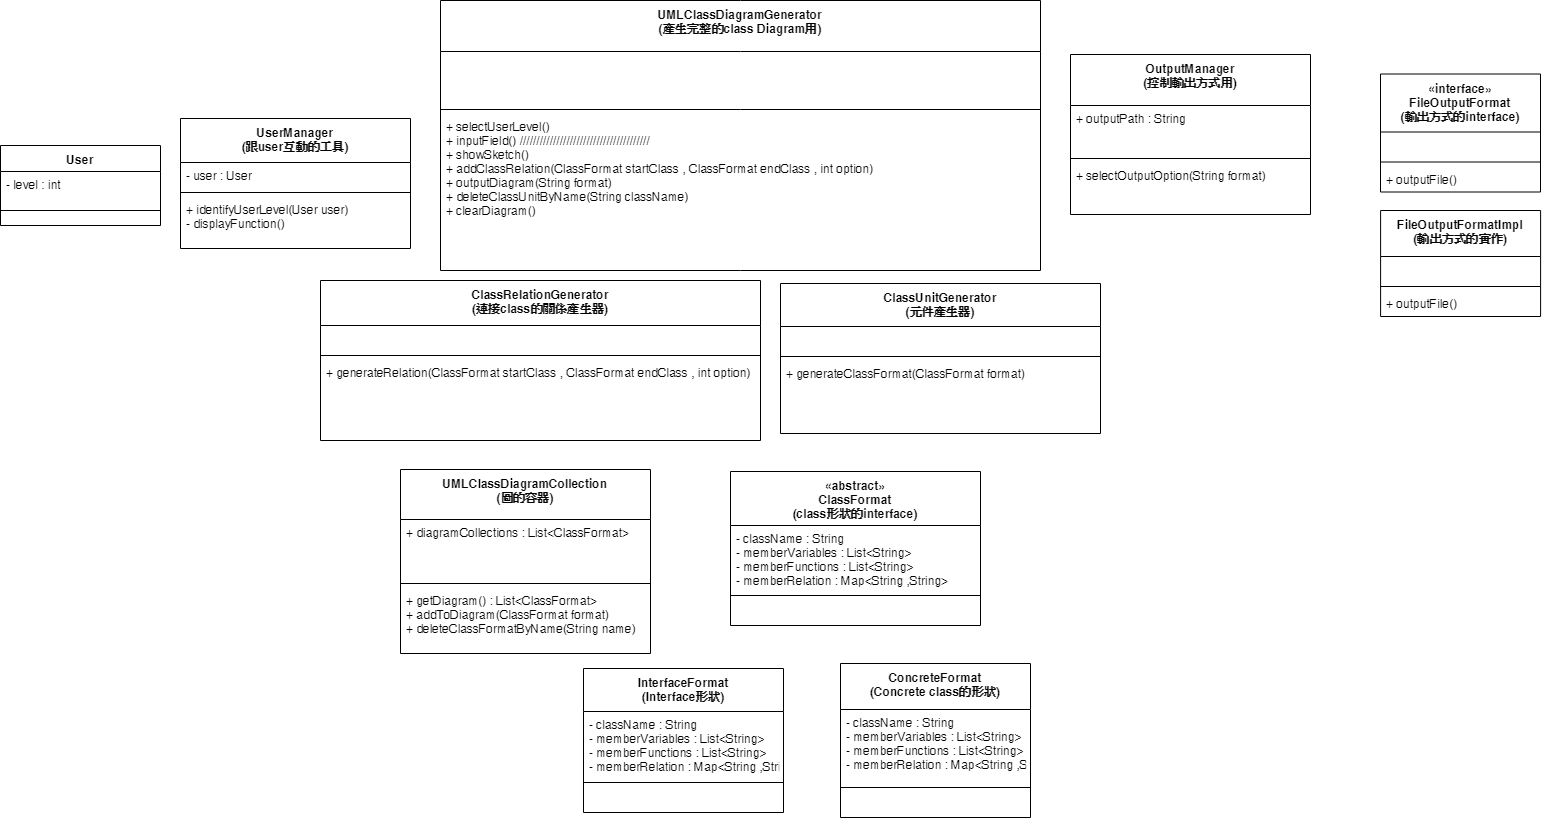 UMLClassDiagramGenerator
(產生完整的class Diagram用)
+ selectUserLevel()
+ inputField() ///////////////////////////////////////
+ showSketch()
+ addClassRelation(ClassFormat startClass , ClassFormat endClass , int option)
+ outputDiagram(String format)
+ deleteClassUnitByName(String className)
+ clearDiagram()
User
- level : int
UserManager
(跟user互動的工具)
- user : User
+ identifyUserLevel(User user)
- displayFunction()
OutputManager
(控制輸出方式用)
+ outputPath : String
+ selectOutputOption(String format)
«interface»
FileOutputFormat
(輸出方式的interface)
+ outputFile()
FileOutputFormatImpl
(輸出方式的實作)
+ outputFile()
ClassRelationGenerator
(連接class的關係產生器)
+ generateRelation(ClassFormat startClass , ClassFormat endClass , int option)
ClassUnitGenerator
(元件產生器)
+ generateClassFormat(ClassFormat format)
UMLClassDiagramCollection
(圖的容器)
+ diagramCollections : List<ClassFormat>
+ getDiagram() : List<ClassFormat>
+ addToDiagram(ClassFormat format)
+ deleteClassFormatByName(String name)
«abstract»
ClassFormat
(class形狀的interface)
- className : String
- memberVariables : List<String>
- memberFunctions : List<String>
- memberRelation : Map<String ,String>
InterfaceFormat
(Interface形狀)
- className : String
- memberVariables : List<String>
- memberFunctions : List<String>
- memberRelation : Map<String ,Stri
ConcreteFormat
(Concrete class的形狀)
- className : String
- memberVariables : List<String>
- memberFunctions : List<String>
- memberRelation : Map<String ,S